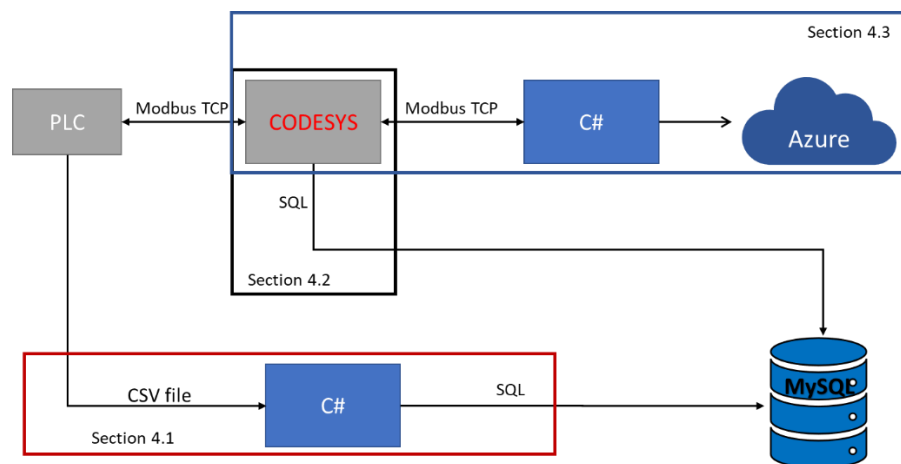 Section 4.3
PLC
Modbus TCP
CODESYS
Modbus TCP
C#
Azure
SQL
Section 4.2
CSV file
C#
SQL
MySQL
Section 4.1